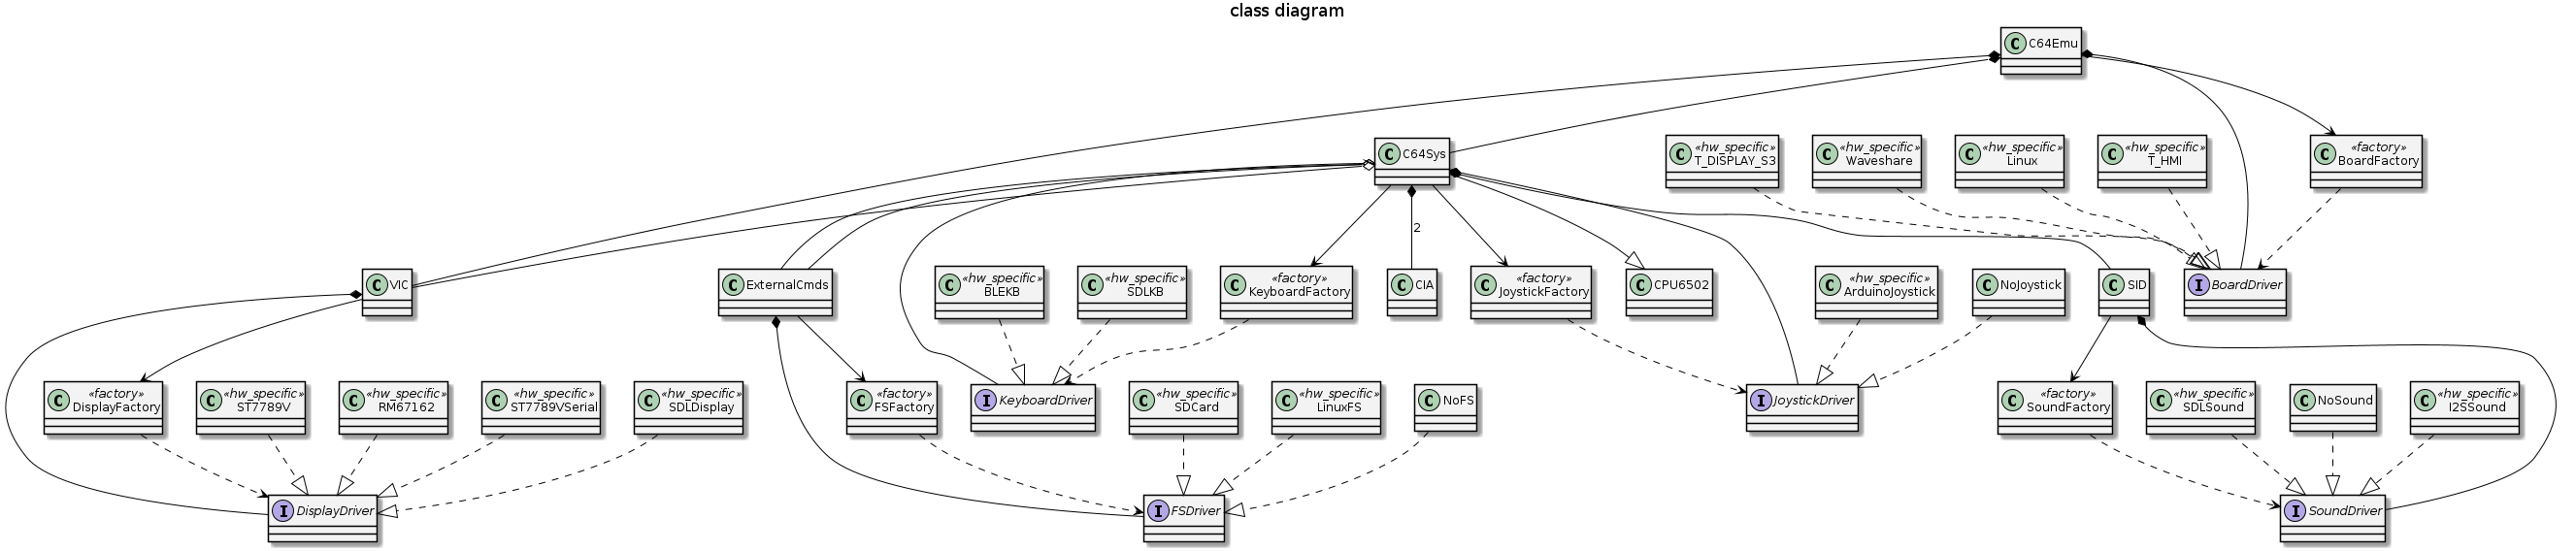 class diagram
C C64Emu
C C64Sys
C «hw_specific»
T_DISPLAY_S3
C «hw_specific»
Waveshare
C «hw_specific»
Linux
C «hw_specific»
T_HMI
C «factory»
BoardFactory
2
C VIC
C ExternalCmds
C «hw_specific»
BLEKB
C «hw_specific»
SDLKB
C «factory»
KeyboardFactory
C CIA
C «factory»
JoystickFactory
C CPU6502
C «hw_specific»
ArduinoJoystick
C NoJoystick
C SID
I BoardDriver
C «factory»
DisplayFactory
C «hw_specific»
ST7789V
C «hw_specific»
RM67162
C «hw_specific»
ST7789VSerial
C «hw_specific»
SDLDisplay
C «factory»
FSFactory
I KeyboardDriver
C «hw_specific»
SDCard
C «hw_specific»
LinuxFS
C NoFS
I JoystickDriver
C «factory»
SoundFactory
C «hw_specific»
SDLSound
C NoSound
C «hw_specific»
I2SSound
I DisplayDriver
I FSDriver
I SoundDriver